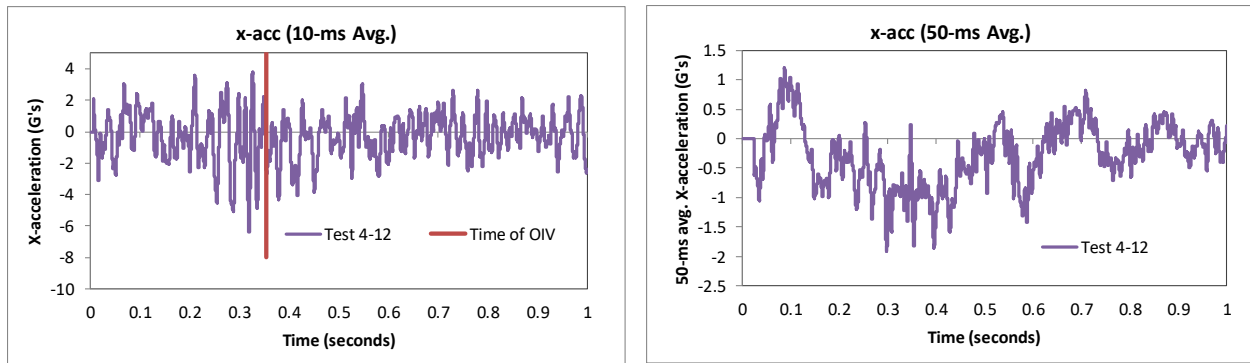 x-acc (10-ms Avg.)
X-acceleration (G's)
4
2
0
-2
-4
-6
-8
-10
0 0.1 0.2 0.3 0.4 0.5 0.6 0.7 0.8 0.9 1
Time (seconds)
Test 4-12 Time of OIV
x-acc (50-ms Avg.)
50-ms avg. X-acceleration (G's)
1.5
1
0.5
0
-0.5
-1
-1.5
-2
-2.5
0 0.1 0.2 0.3 0.4 0.5 0.6 0.7 0.8 0.9 1
Time (seconds)
Test 4-12